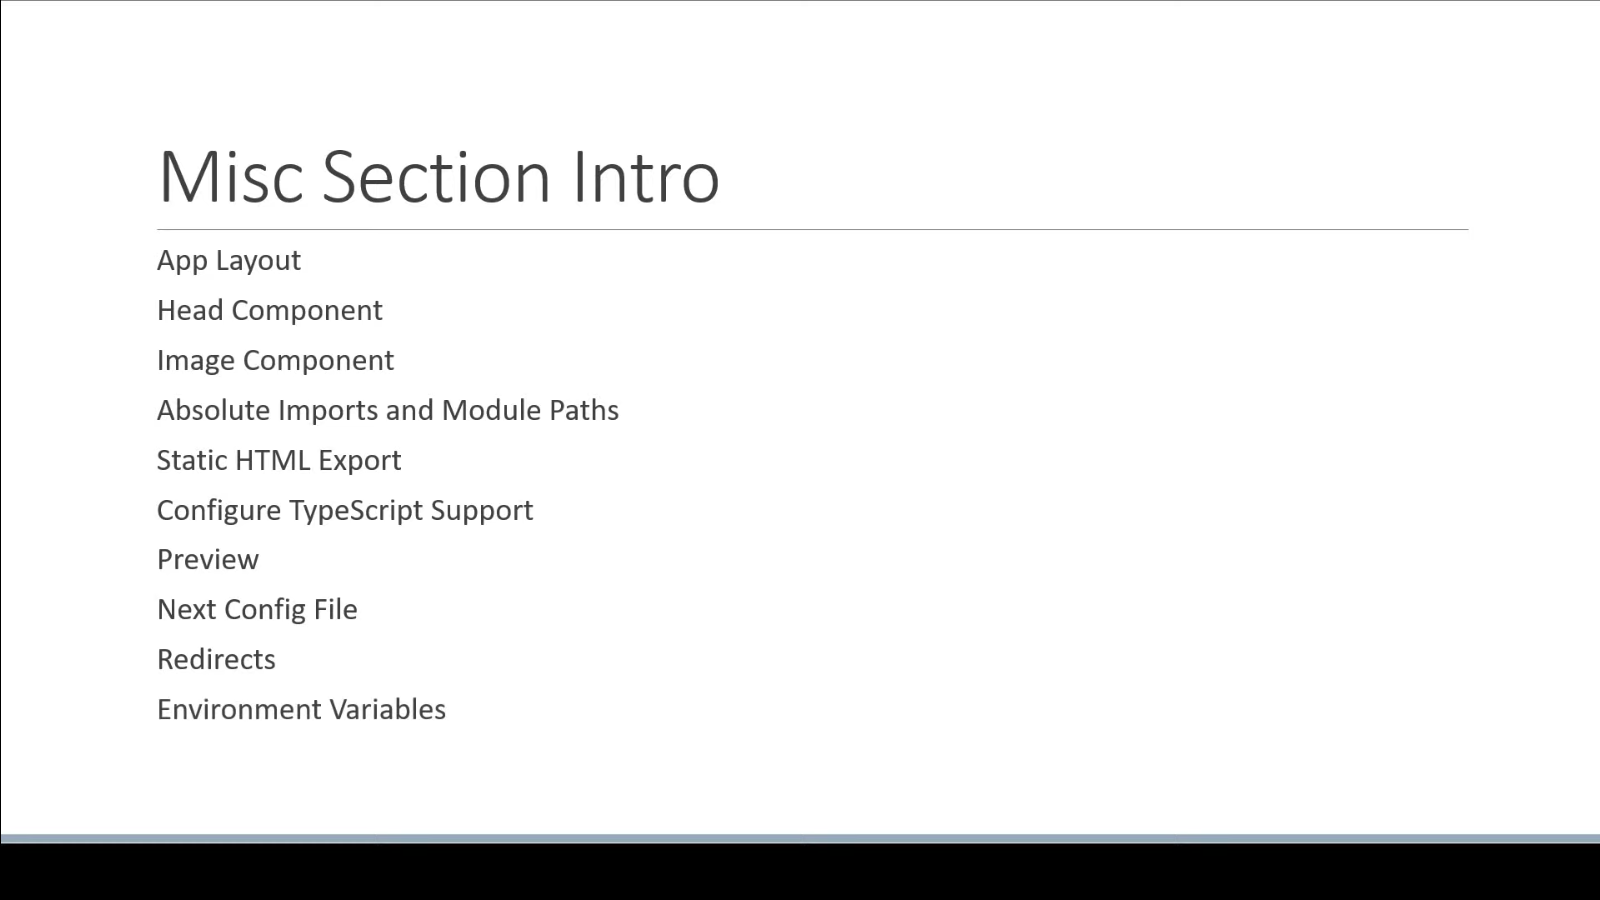 Misc Section Intro
App Layout
Head Component
Image Component
Absolute Imports and Module Paths
Static HTML Export
Configure TypeScript Support
Preview
Next Config File
Redirects
Environment Variables